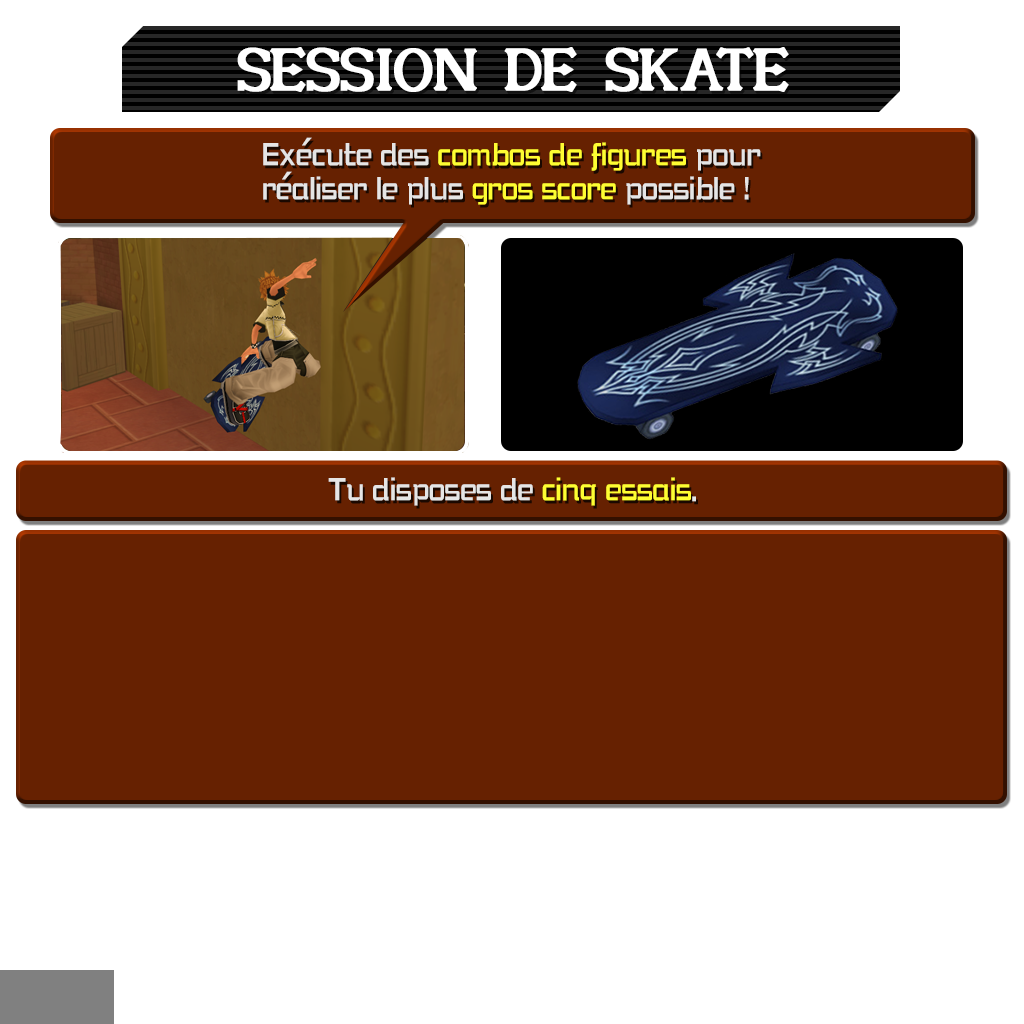 SESSION DE SKATE
Exécute des combos de figures pour
réaliser le plus gros score possible !
Tu disposes de cinq essais.